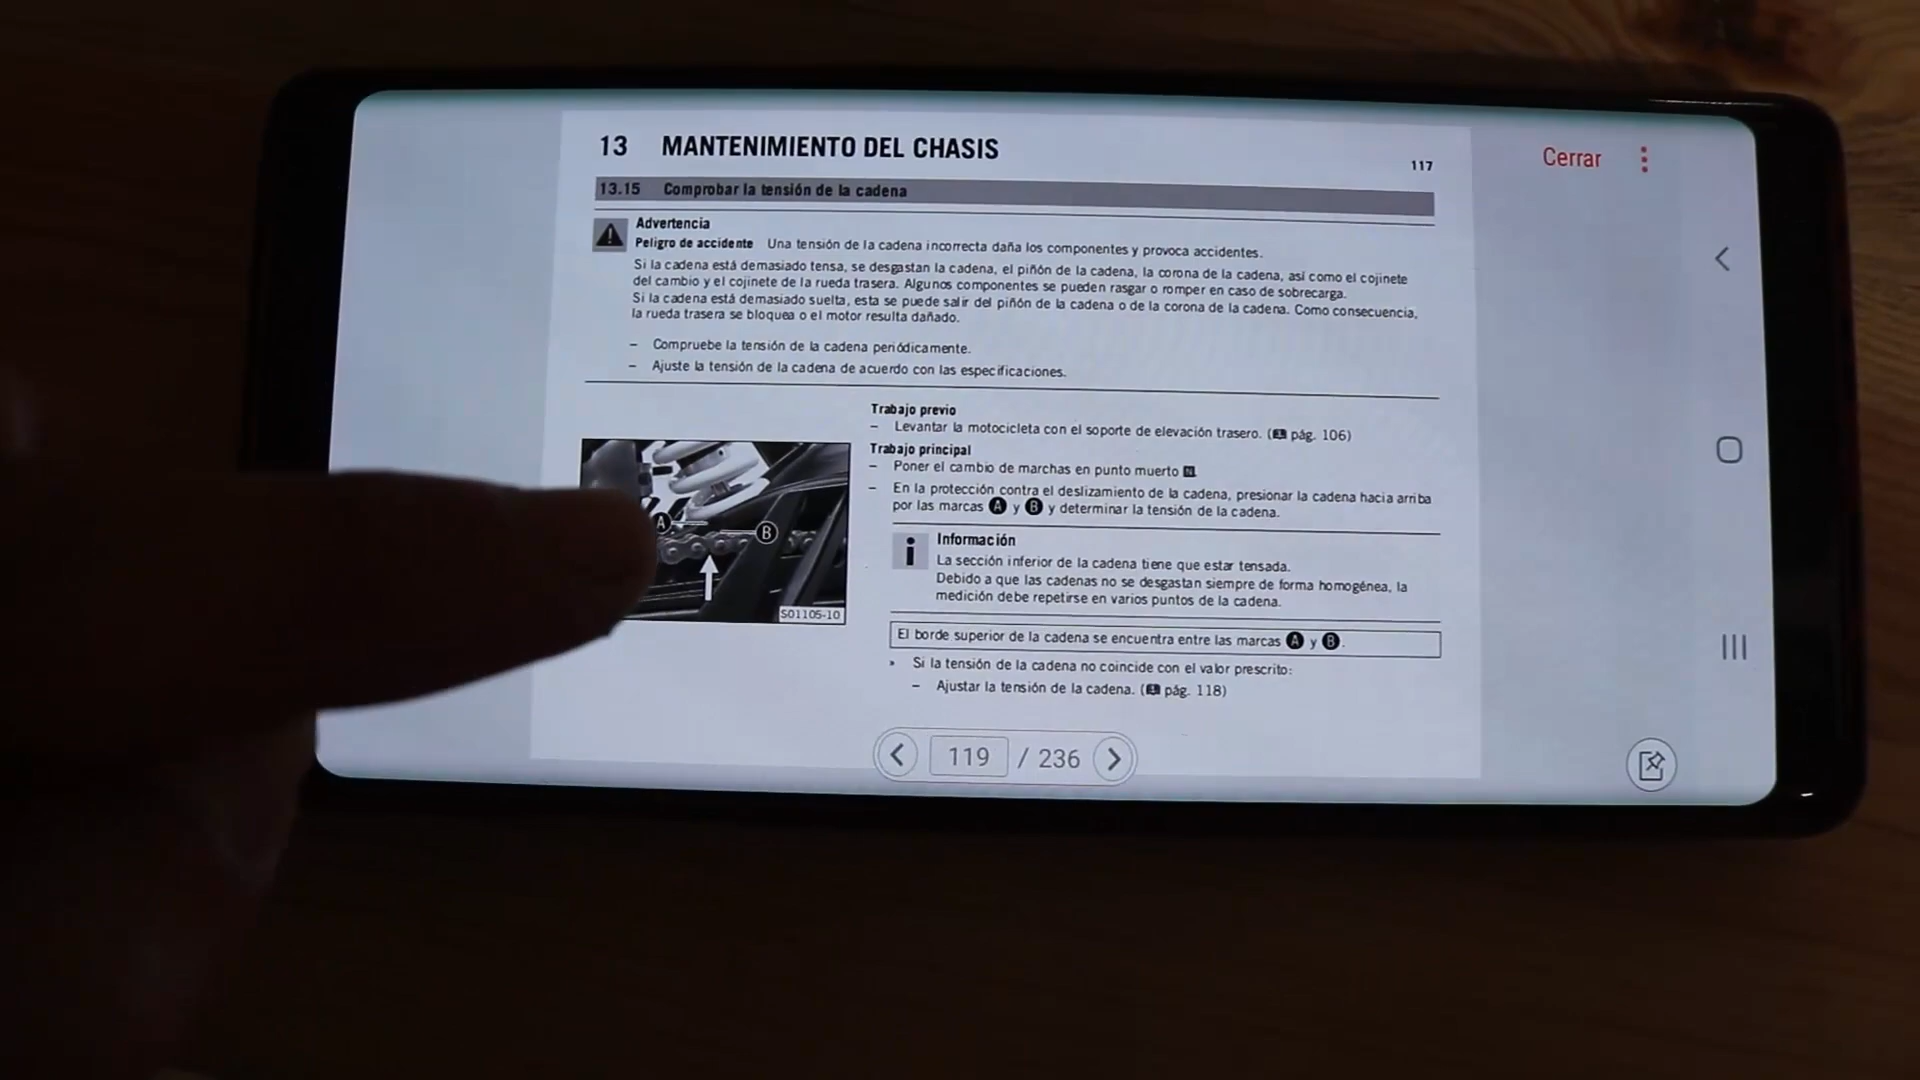 13 MANTENIMIENTO DEL CHASIS
117
Cerrar
13.15 Comprobar la tensión de la cadena
Advertencia
Peligro de accidente Una tensión de la cadena incorrecta daña los componentes y provoca accidentes.
Si la cadena está demasiado tensa, se desgastan la cadena, el piñón de la cadena, la corona de la cadena, así como el cojinete
del cambio y el cojinete de la rueda trasera. Algunos componentes se pueden rasgar o romper en caso de sobrecarga.
Si la cadena está demasiado suelta, esta se puede salir del piñón de la cadena o de la corona de la cadena. Como consecuencia,
la rueda trasera se bloquea o el motor resulta dañado.
– Compruebe la tensión de la cadena periódicamente.
– Ajuste la tensión de la cadena de acuerdo con las especificaciones.
Trabajo previo
– Levantar la motocicleta con el soporte de elevación trasero. ( pág. 106)
Trabajo principal
– Poner el cambio de marchas en punto muerto N.
– En la protección contra el deslizamiento de la cadena, presionar la cadena hacia arriba
por las marcas A y B y determinar la tensión de la cadena.
A
B
S01105-10
i Información
La sección inferior de la cadena tiene que estar tensada.
Debido a que las cadenas no se desgastan siempre de forma homogénea, la
medición debe repetirse en varios puntos de la cadena.
El borde superior de la cadena se encuentra entre las marcas A y B.
» Si la tensión de la cadena no coincide con el valor prescrito:
– Ajustar la tensión de la cadena. ( pág. 118)
119 / 236